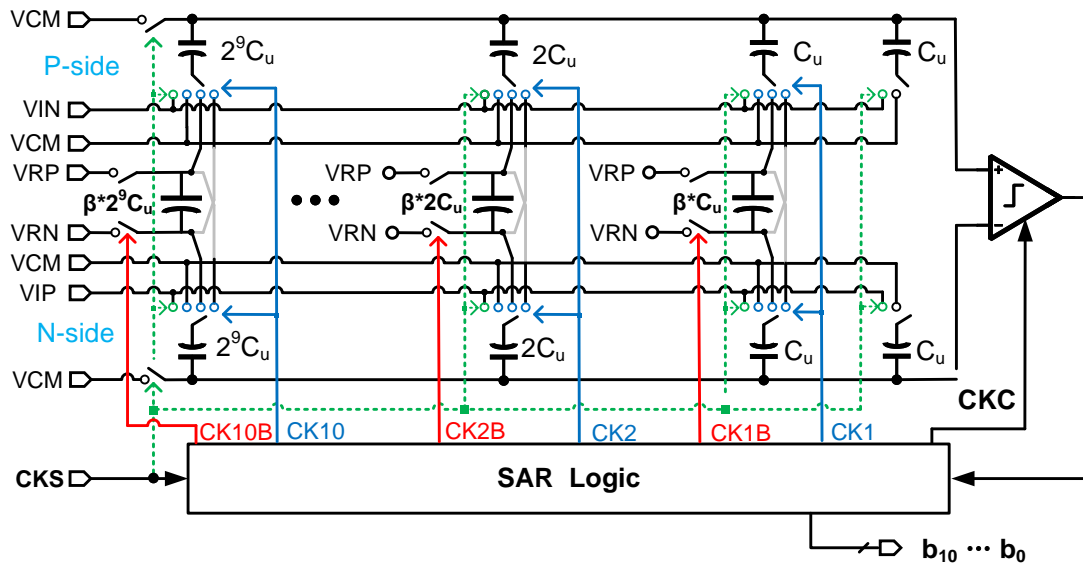 VCM
P-side
2⁹Cᵤ
2Cᵤ
Cᵤ
Cᵤ
VIN
VCM
VRP
VRP
VRP
β*2⁹Cᵤ
β*2Cᵤ
β*Cᵤ
VRN
VRN
VRN
VCM
VIP
N-side
2⁹Cᵤ
2Cᵤ
Cᵤ
Cᵤ
VCM
CKC
CK10B
CK10
CK2B
CK2
CK1B
CK1
CKS
SAR Logic
b₁₀ ••• b₀
+
−